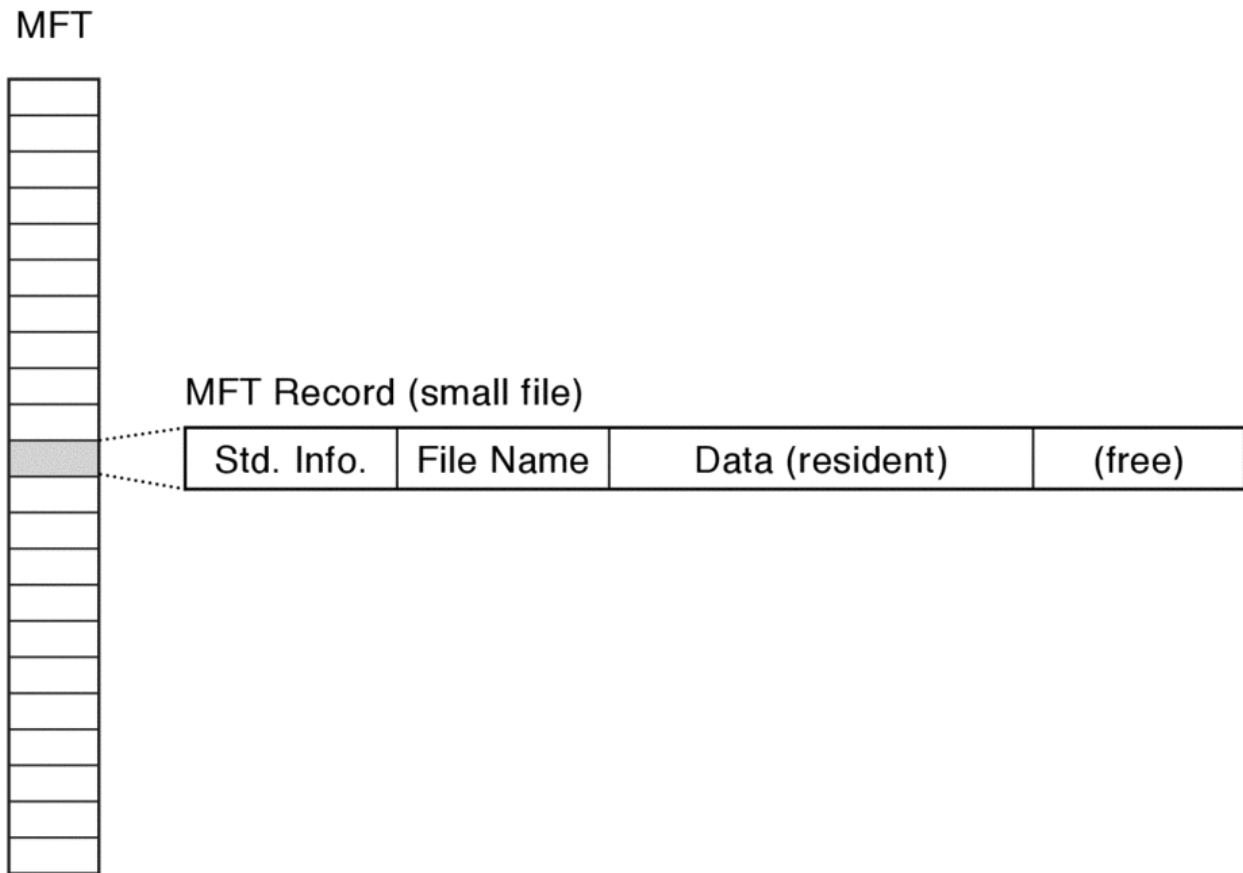 MFT
MFT Record (small file)
Std. Info. File Name Data (resident) (free)